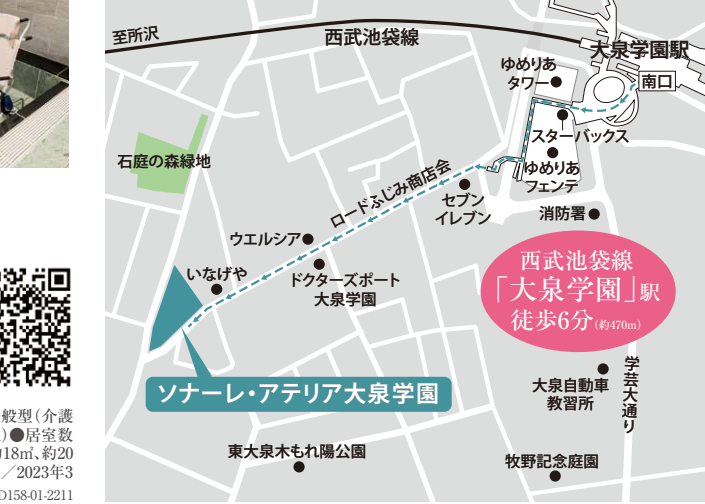 至所沢
西武池袋線
大泉学園駅
南口
ゆめりあ
タワー
スターバックス
ゆめりあ
フェンテ
石庭の森緑地
ロードふじみ商店会
セブン
イレブン
消防署
ウエルシア
ドクターズポート
大泉学園
いなげや
西武池袋線
「大泉学園」駅
徒歩6分(約470m)
ソナーレ・アテリア大泉学園
大泉自動車
教習所
学芸大通り
東大泉木もれ陽公園
牧野記念庭園
般型(介護
)●居室数
18㎡、約20
／2023年3
D158-01-2211